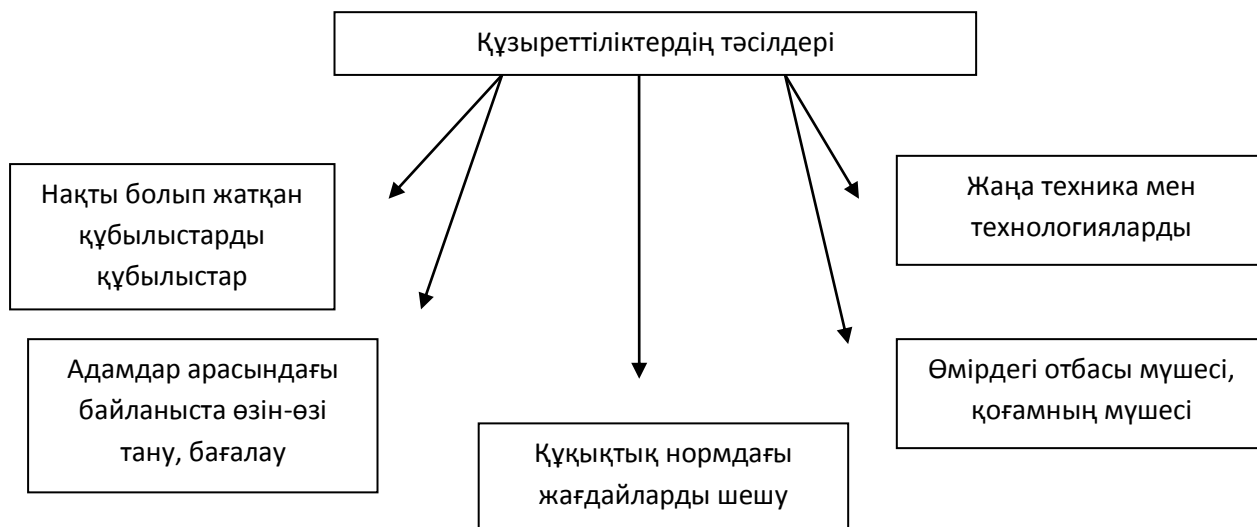 Құзыреттіліктердің тәсілдері
Нақты болып жатқан
құбылыстарды
құбылыстар
Жаңа техника мен
технологияларды
Адамдар арасындағы
байланыста өзін-өзі
тану, бағалау
Өмірдегі отбасы мүшесі,
қоғамның мүшесі
Құқықтық нормдағы
жағдайларды шешу